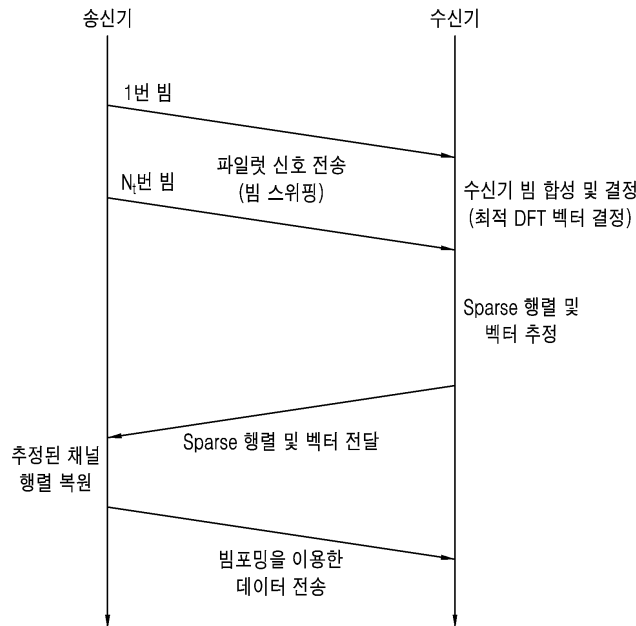 송신기
수신기
1번 빔
파일럿 신호 전송
(빔 스위핑)
Nt번 빔
수신기 빔 합성 및 결정
(최적 DFT 벡터 결정)
Sparse 행렬 및
벡터 추정
Sparse 행렬 및 벡터 전달
추정된 채널
행렬 복원
빔포밍을 이용한
데이터 전송